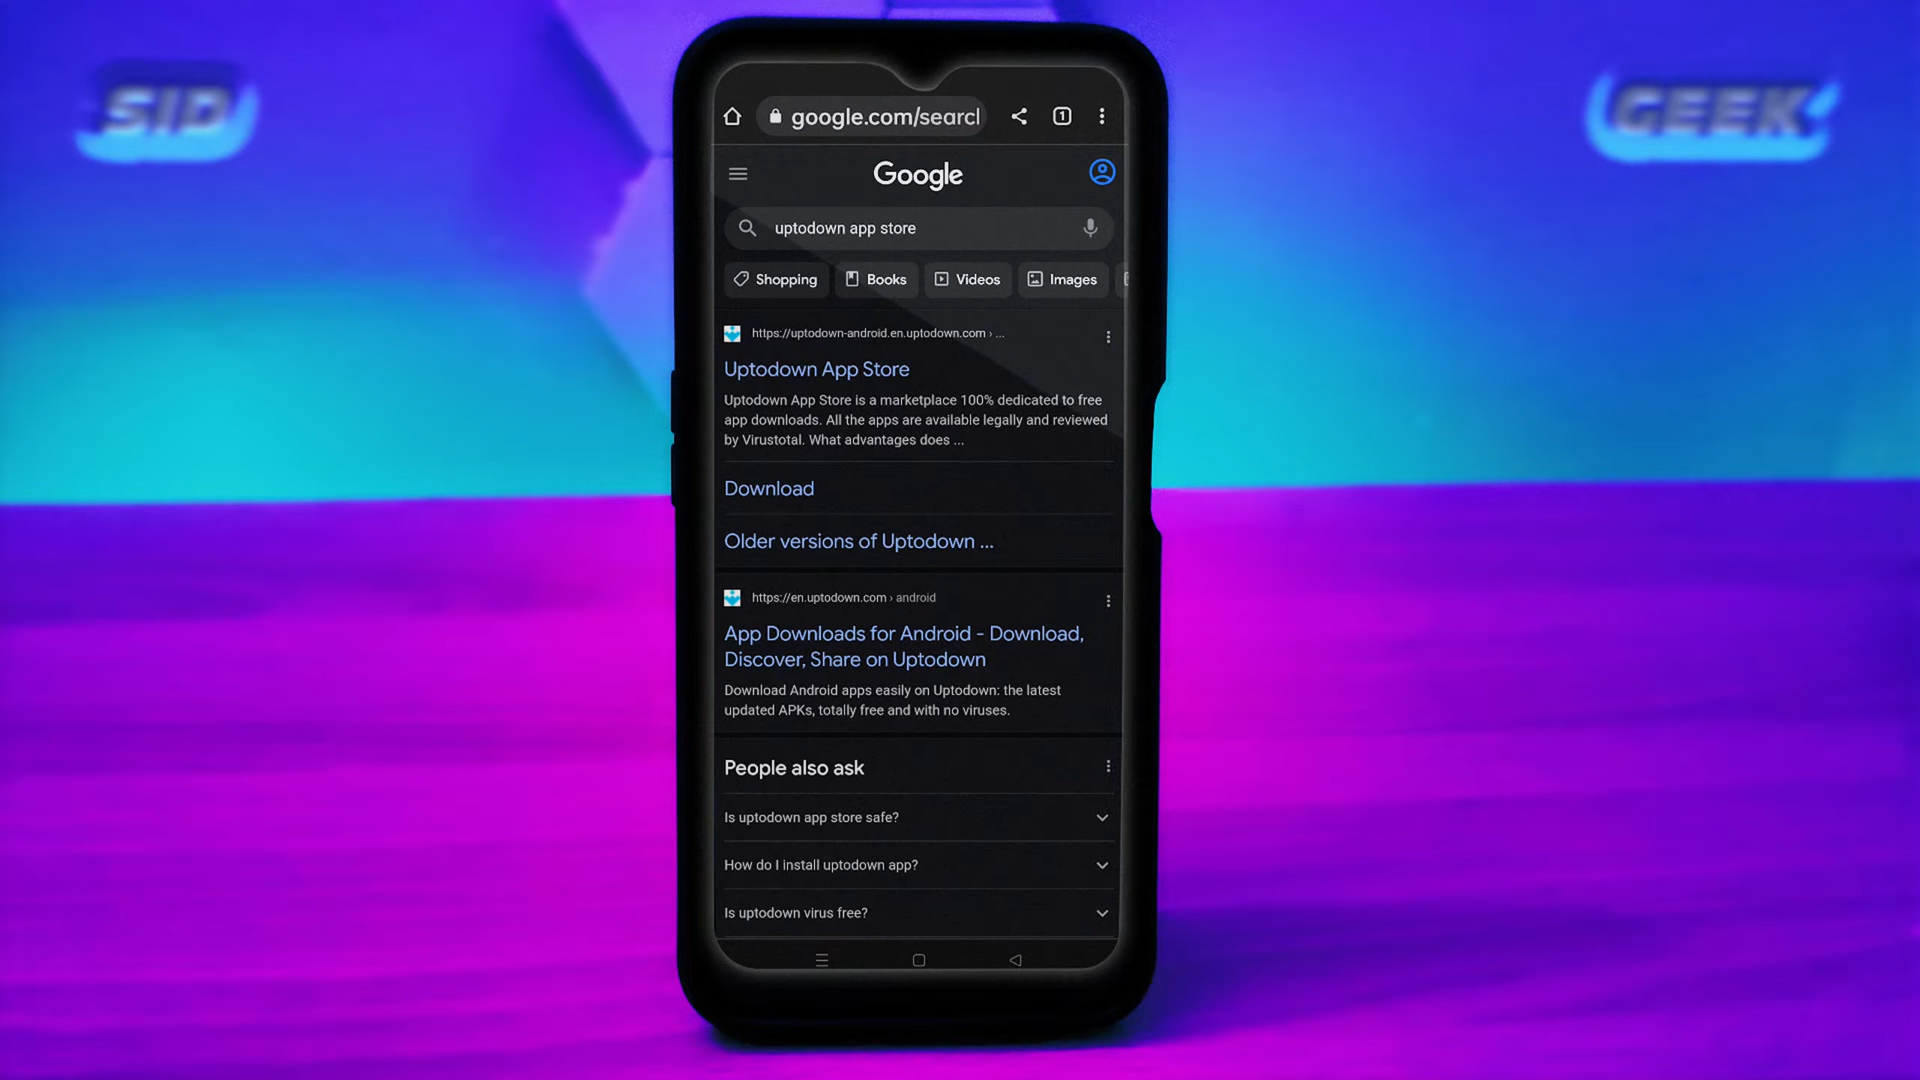 SID
GEEK
google.com/searcl
1
Google
uptodown app store
Shopping
Books
Videos
Images
https://uptodown-android.en.uptodown.com › ...
Uptodown App Store
Uptodown App Store is a marketplace 100% dedicated to free
app downloads. All the apps are available legally and reviewed
by Virustotal. What advantages does ...
Download
Older versions of Uptodown ...
https://en.uptodown.com › android
App Downloads for Android - Download,
Discover, Share on Uptodown
Download Android apps easily on Uptodown: the latest
updated APKs, totally free and with no viruses.
People also ask
Is uptodown app store safe?
How do I install uptodown app?
Is uptodown virus free?